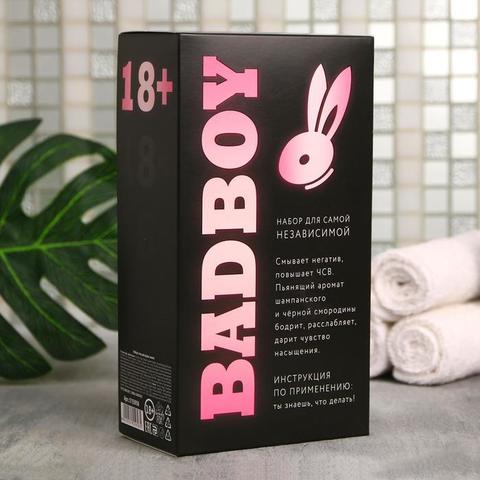 18+
BADBOY
НАБОР ДЛЯ САМОЙ
НЕЗАВИСИМОЙ
Смывает негатив,
повышает ЧСВ.
Пьянящий аромат
шампанского
и чёрной смородины
бодрит, расслабляет,
дарит чувство
насыщения.
ИНСТРУКЦИЯ
ПО ПРИМЕНЕНИЮ:
ты знаешь, что делать!